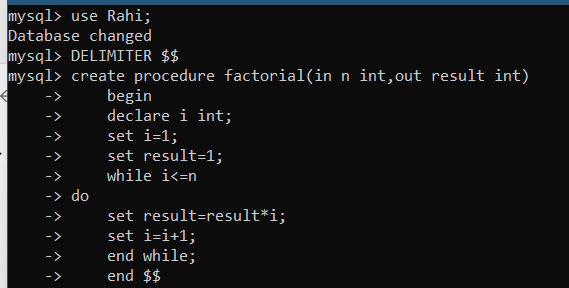 mysql> use Rahi;
Database changed
mysql> DELIMITER $$
mysql> create procedure factorial(in n int,out result int)
    ->     begin
    ->     declare i int;
    ->     set i=1;
    ->     set result=1;
    ->     while i<=n
    -> do
    ->     set result=result*i;
    ->     set i=i+1;
    ->     end while;
    ->     end $$